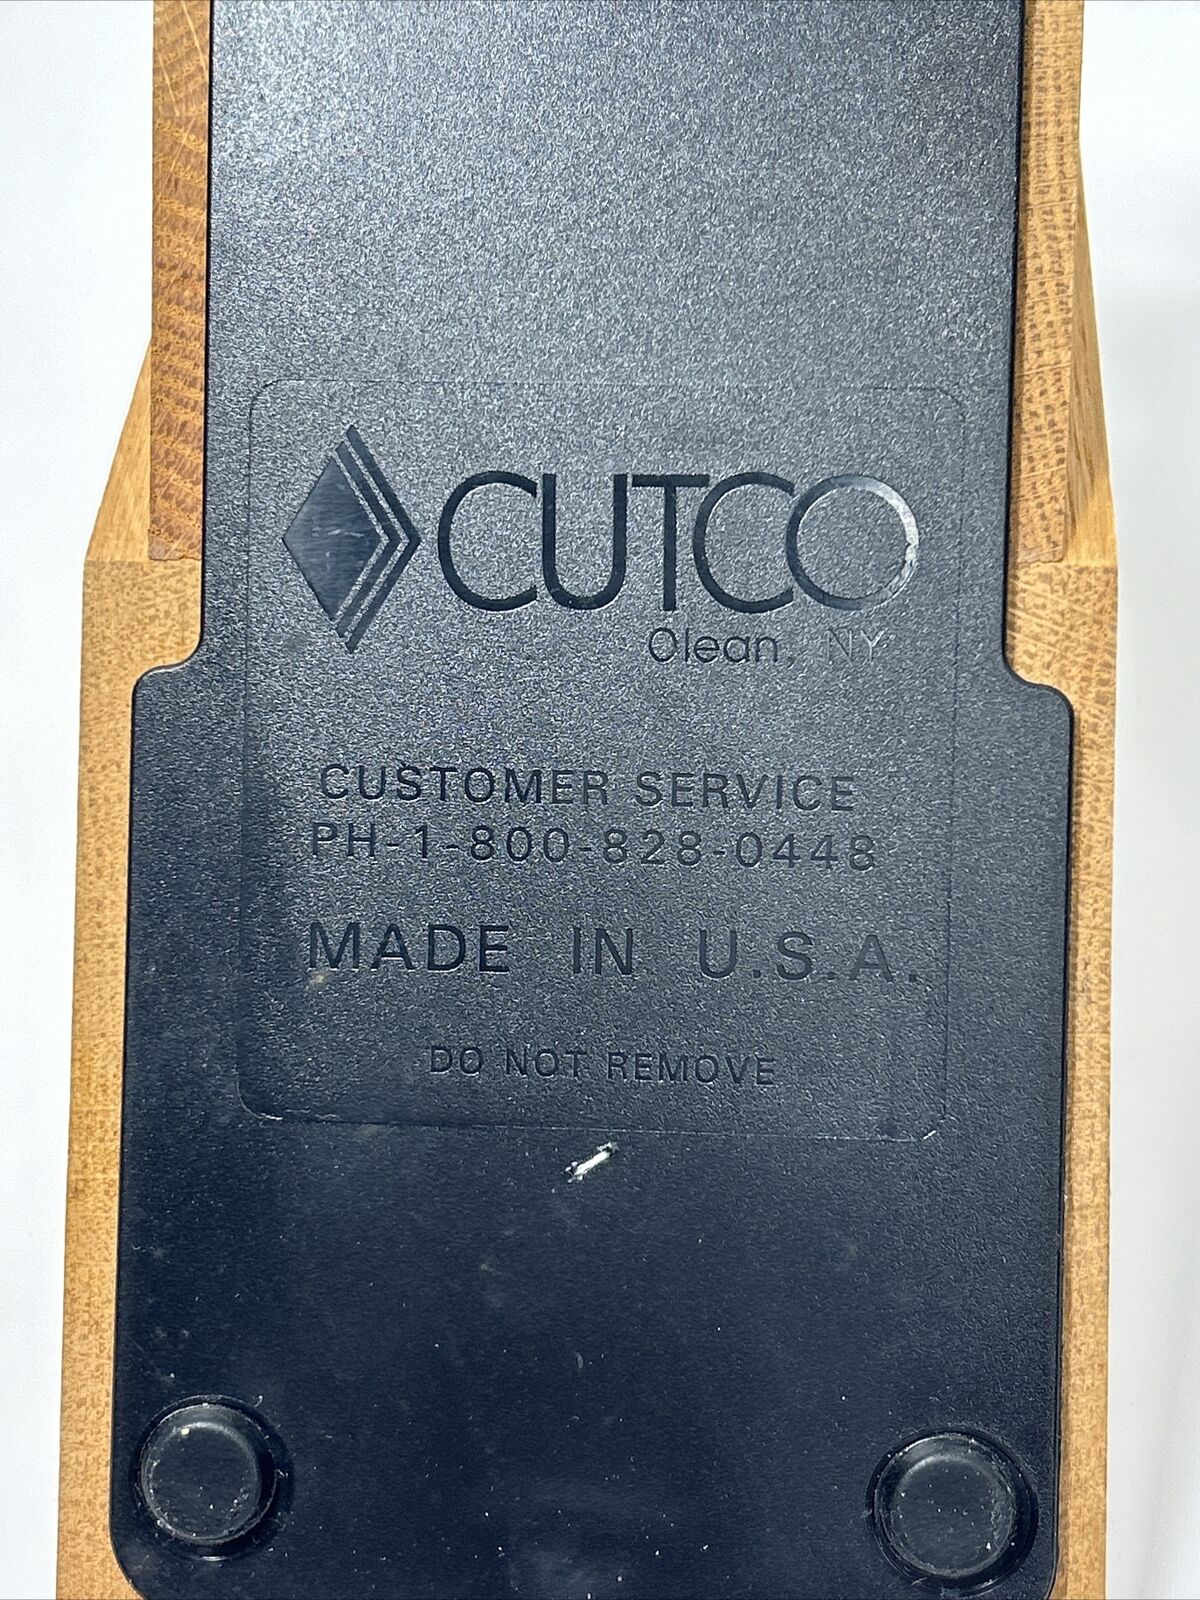 CUTCO
Olean, NY
CUSTOMER SERVICE
PH-1-800-828-0448
MADE IN U.S.A.
DO NOT REMOVE